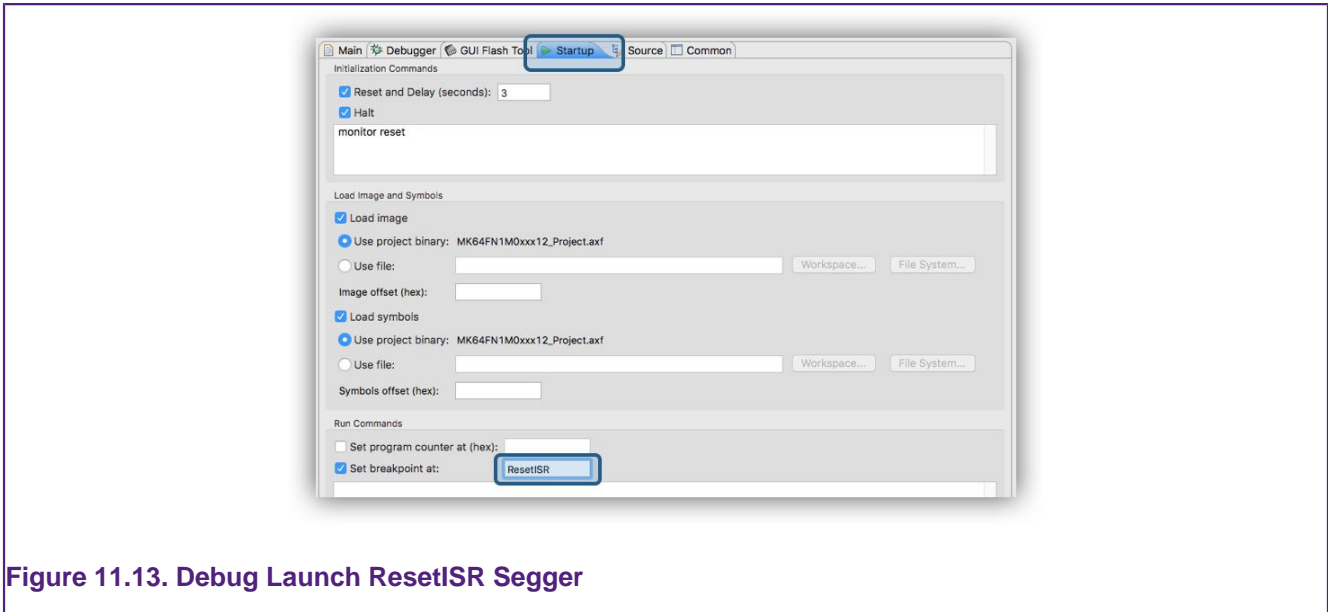 Main Debugger GUI Flash Tool Startup Source Common
Initialization Commands
Reset and Delay (seconds): 3
Halt
monitor reset
Load Image and Symbols
Load image
Use project binary: MK64FN1M0xxx12_Project.axf
Use file: Workspace... File System...
Image offset (hex):
Load symbols
Use project binary: MK64FN1M0xxx12_Project.axf
Use file: Workspace... File System...
Symbols offset (hex):
Run Commands
Set program counter at (hex):
Set breakpoint at: ResetISR
Figure 11.13. Debug Launch ResetISR Segger